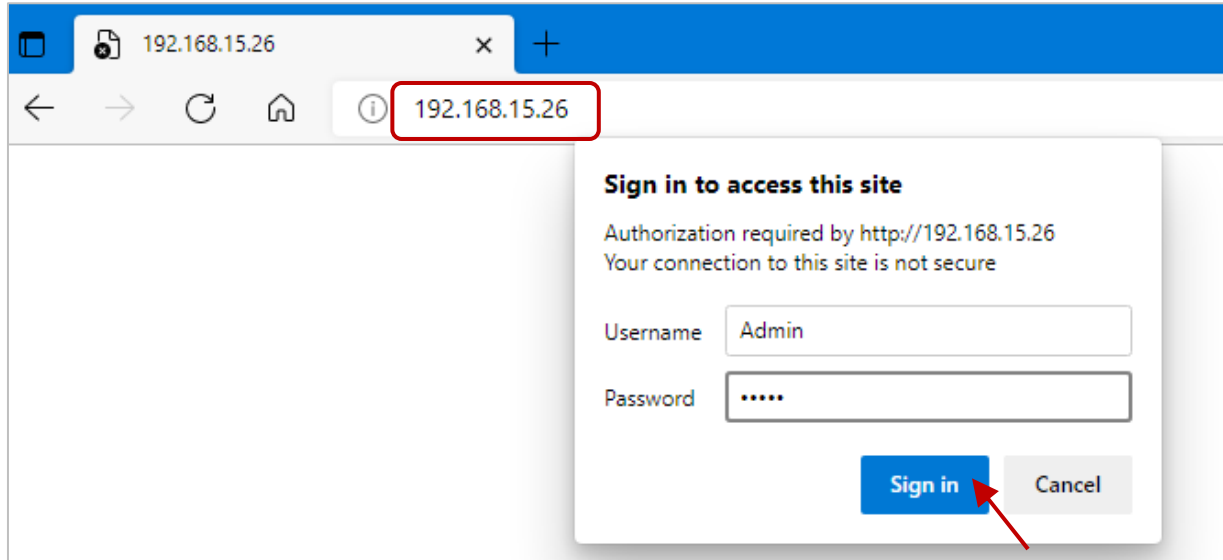 192.168.15.26
192.168.15.26
Sign in to access this site
Authorization required by http://192.168.15.26
Your connection to this site is not secure
Username Admin
Password •••••
Sign in Cancel